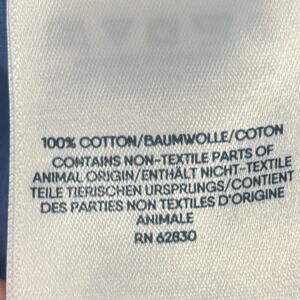 100% COTTON/BAUMWOLLE/COTON
CONTAINS NON-TEXTILE PARTS OF
ANIMAL ORIGIN/ENTHÄLT NICHT-TEXTILE
TEILE TIERISCHEN URSPRUNGS/CONTIENT
DES PARTIES NON TEXTILES D'ORIGINE
ANIMALE
RN 62830